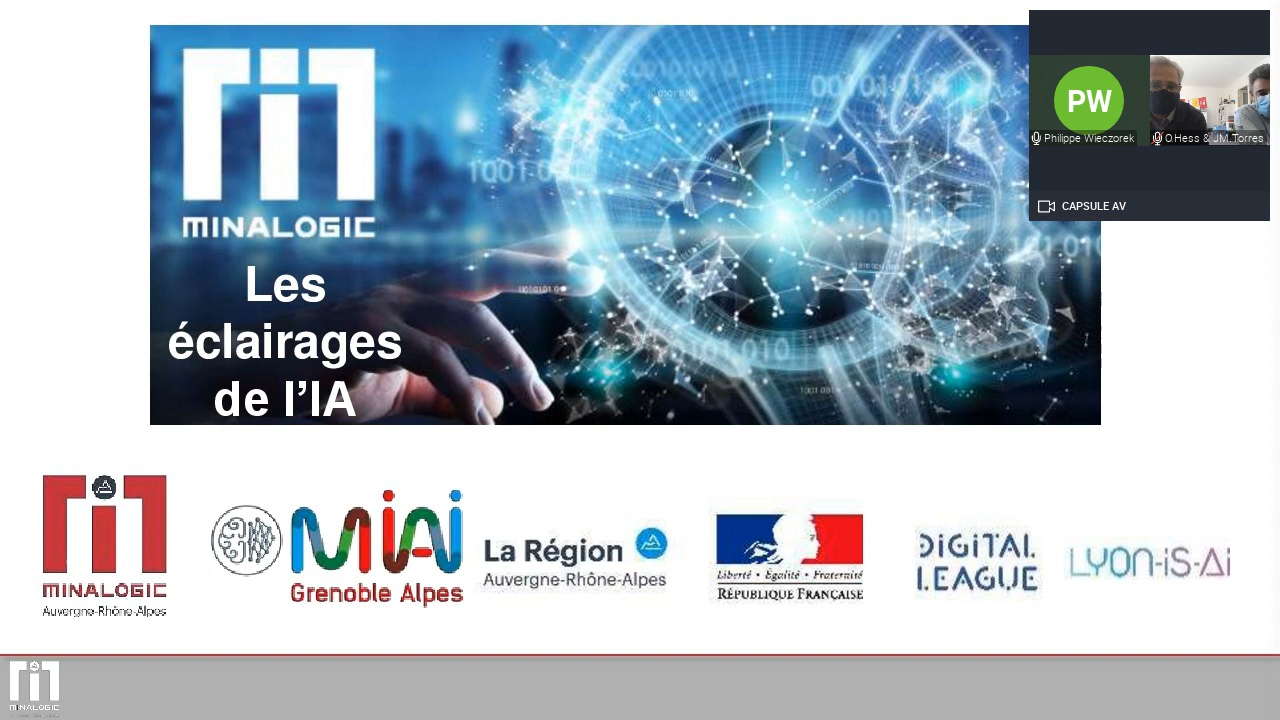 MINALOGIC
Les
éclairages
de l’IA
PW
Philippe Wieczorek
O.Hess & J.M. Torres
CAPSULE AV
MINALOGIC
Auvergne-Rhône-Alpes
MIAI
Grenoble Alpes
La Région
Auvergne-Rhône-Alpes
Liberté • Égalité • Fraternité
RÉPUBLIQUE FRANÇAISE
DIGITAL
LEAGUE
LYON-iS-Ai
MINALOGIC